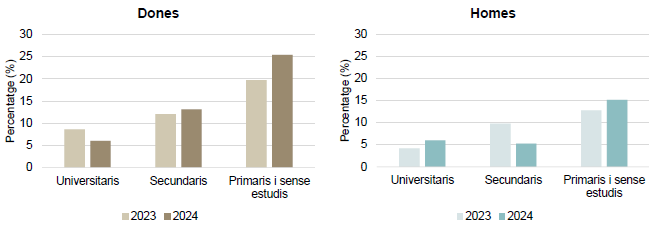 Dones
Percentatge (%)
30
25
20
15
10
5
0
Universitaris
Secundaris
Primaris i sense
estudis
2023
2024
Homes
Percentatge (%)
30
25
20
15
10
5
0
Universitaris
Secundaris
Primaris i sense
estudis
2023
2024